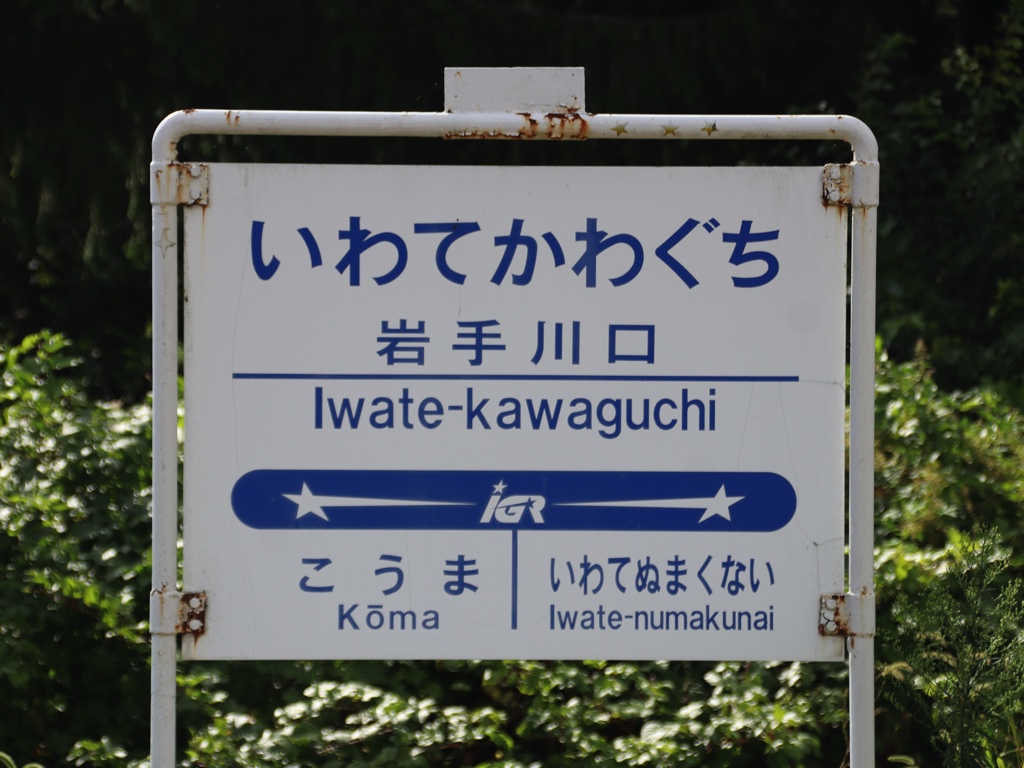 いわてかわぐち
岩手川口
Iwate-kawaguchi
IGR
こうま
Kōma
いわてぬまくない
Iwate-numakunai